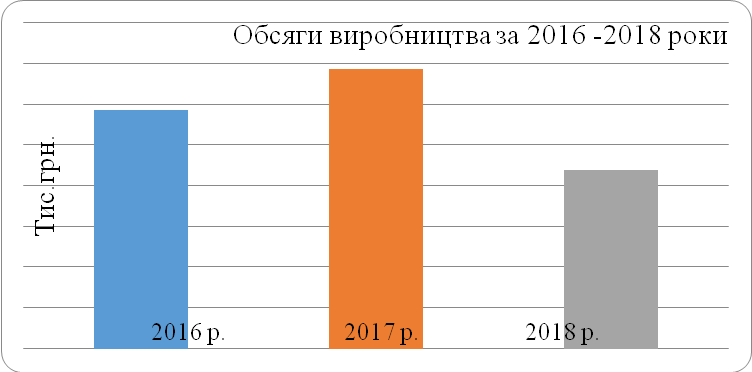 Обсяги виробництва за 2016 -2018 роки
Тис.грн.
2016 р.
2017 р.
2018 р.